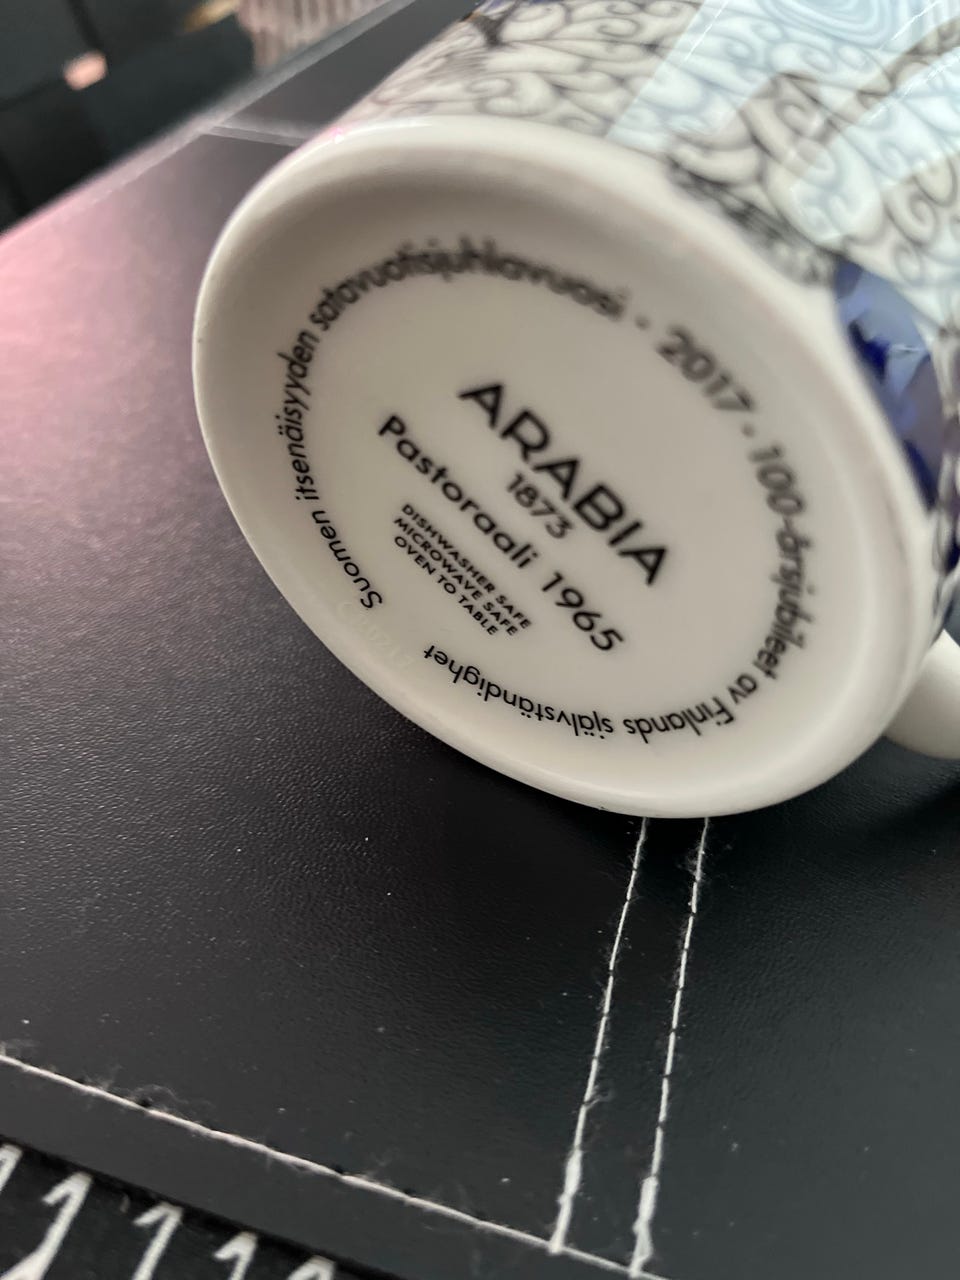 ARABIA
1873
Pastoraali 1965
DISHWASHER SAFE
MICROWAVE SAFE
OVEN TO TABLE
Suomen itsenäisyyden satavuotisjuhlavuosi · 2017 · 100-årsjubileet av Finlands självständighet